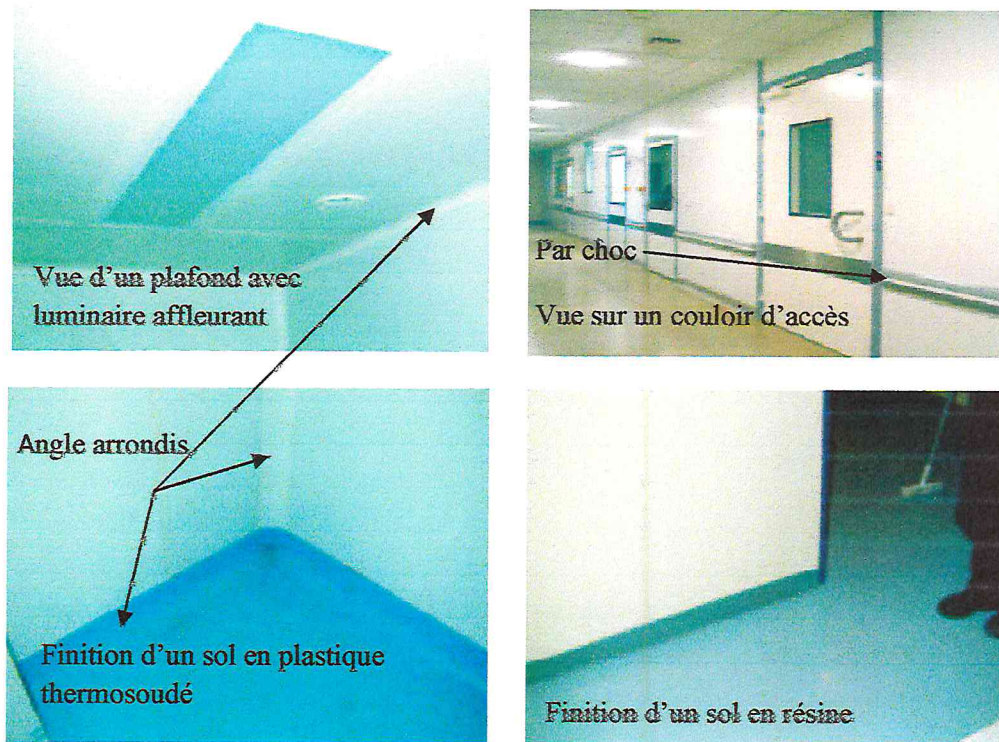 Vue d'un plafond avec
luminaire affleurant
Par choc
Vue sur un couloir d'accès
Angle arrondis
Finition d'un sol en plastique
thermosoudé
Finition d'un sol en résine